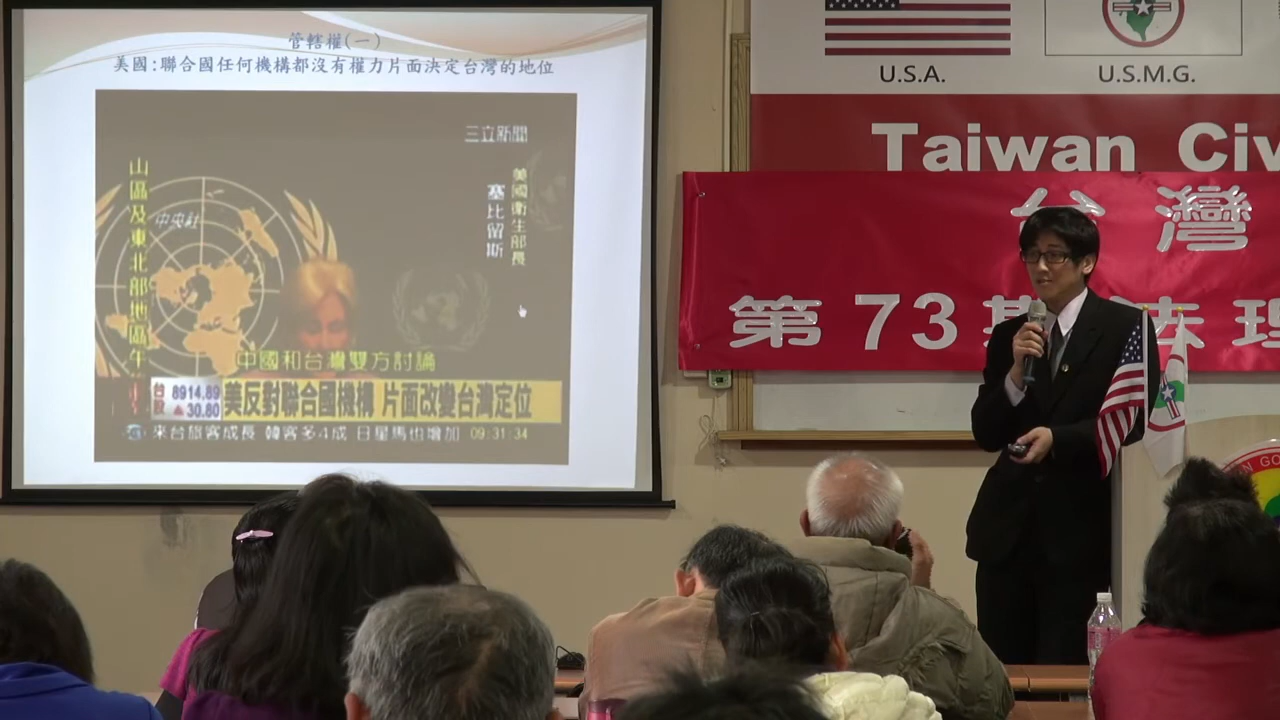 管轄權(一)
美國:聯合國任何機構都沒有權力片面決定台灣的地位
三立新聞
美國衛生部長
塞比留斯
山區及東北部地區午
中央社
中國和台灣雙方討論
台股 8914.89
▲ 30.80
美反對聯合國機構 片面改變台灣定位
來台旅客成長 韓客多4成 日星馬也增加 09:31:34
U.S.A.
U.S.M.G.
Taiwan Civ
台灣
第73期法理